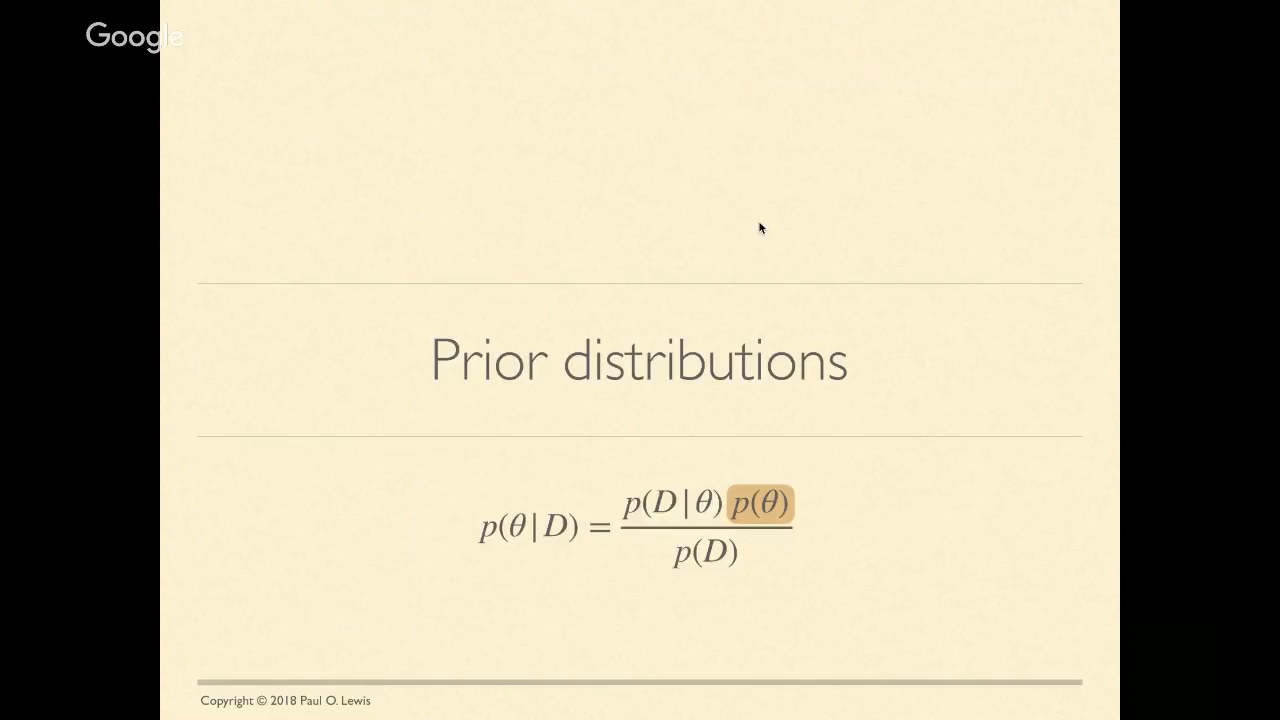 Google
Prior distributions
p(θ|D) = p(D|θ) p(θ) / p(D)
Copyright © 2018 Paul O. Lewis